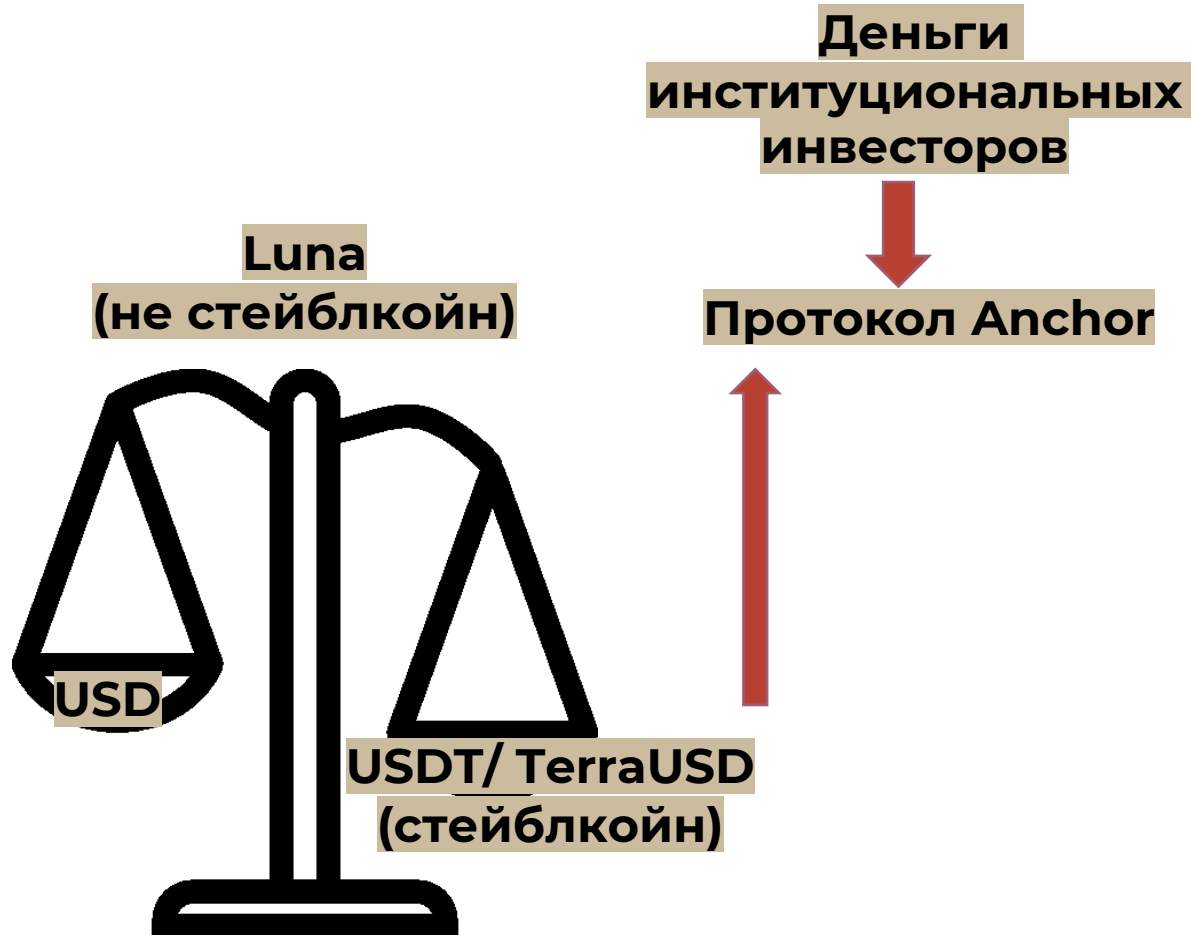 Деньги
институциональных
инвесторов
Luna
(не стейблкойн)
Протокол Anchor
USD
USDT/ TerraUSD
(стейблкойн)